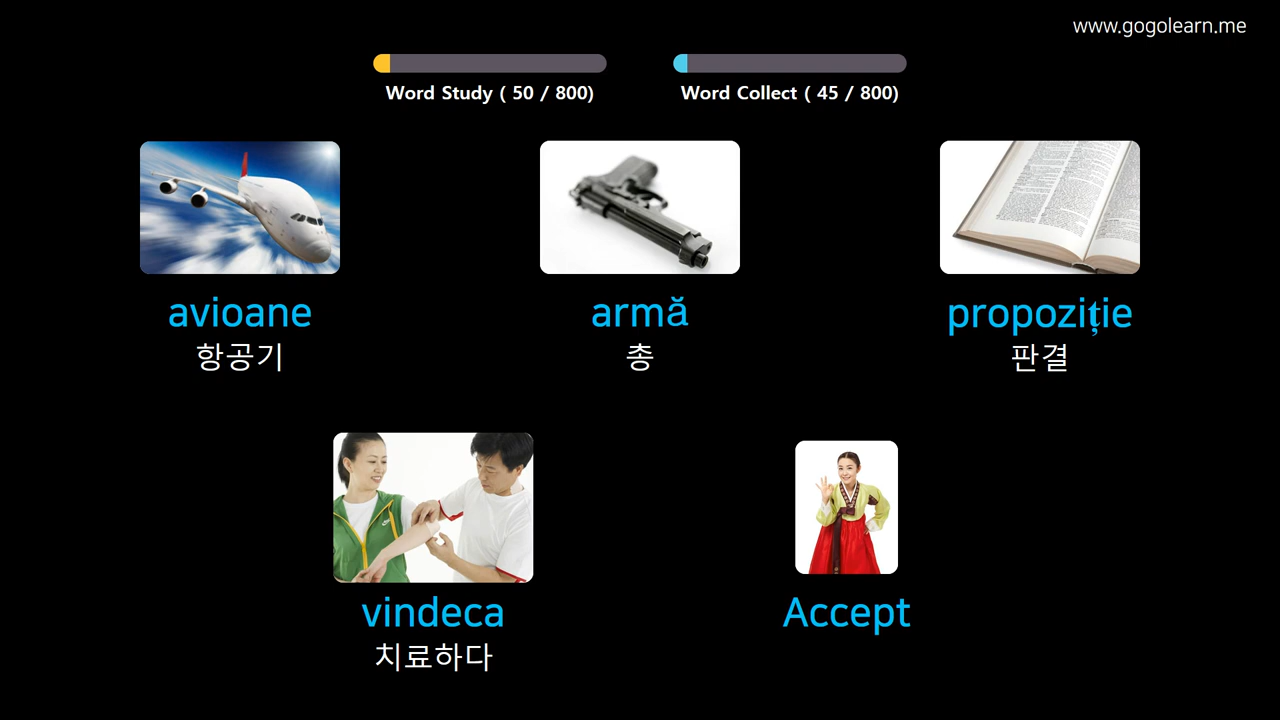 www.gogolearn.me
Word Study ( 50 / 800)
Word Collect ( 45 / 800)
avioane
항공기
armă
총
propoziție
판결
vindeca
치료하다
Accept